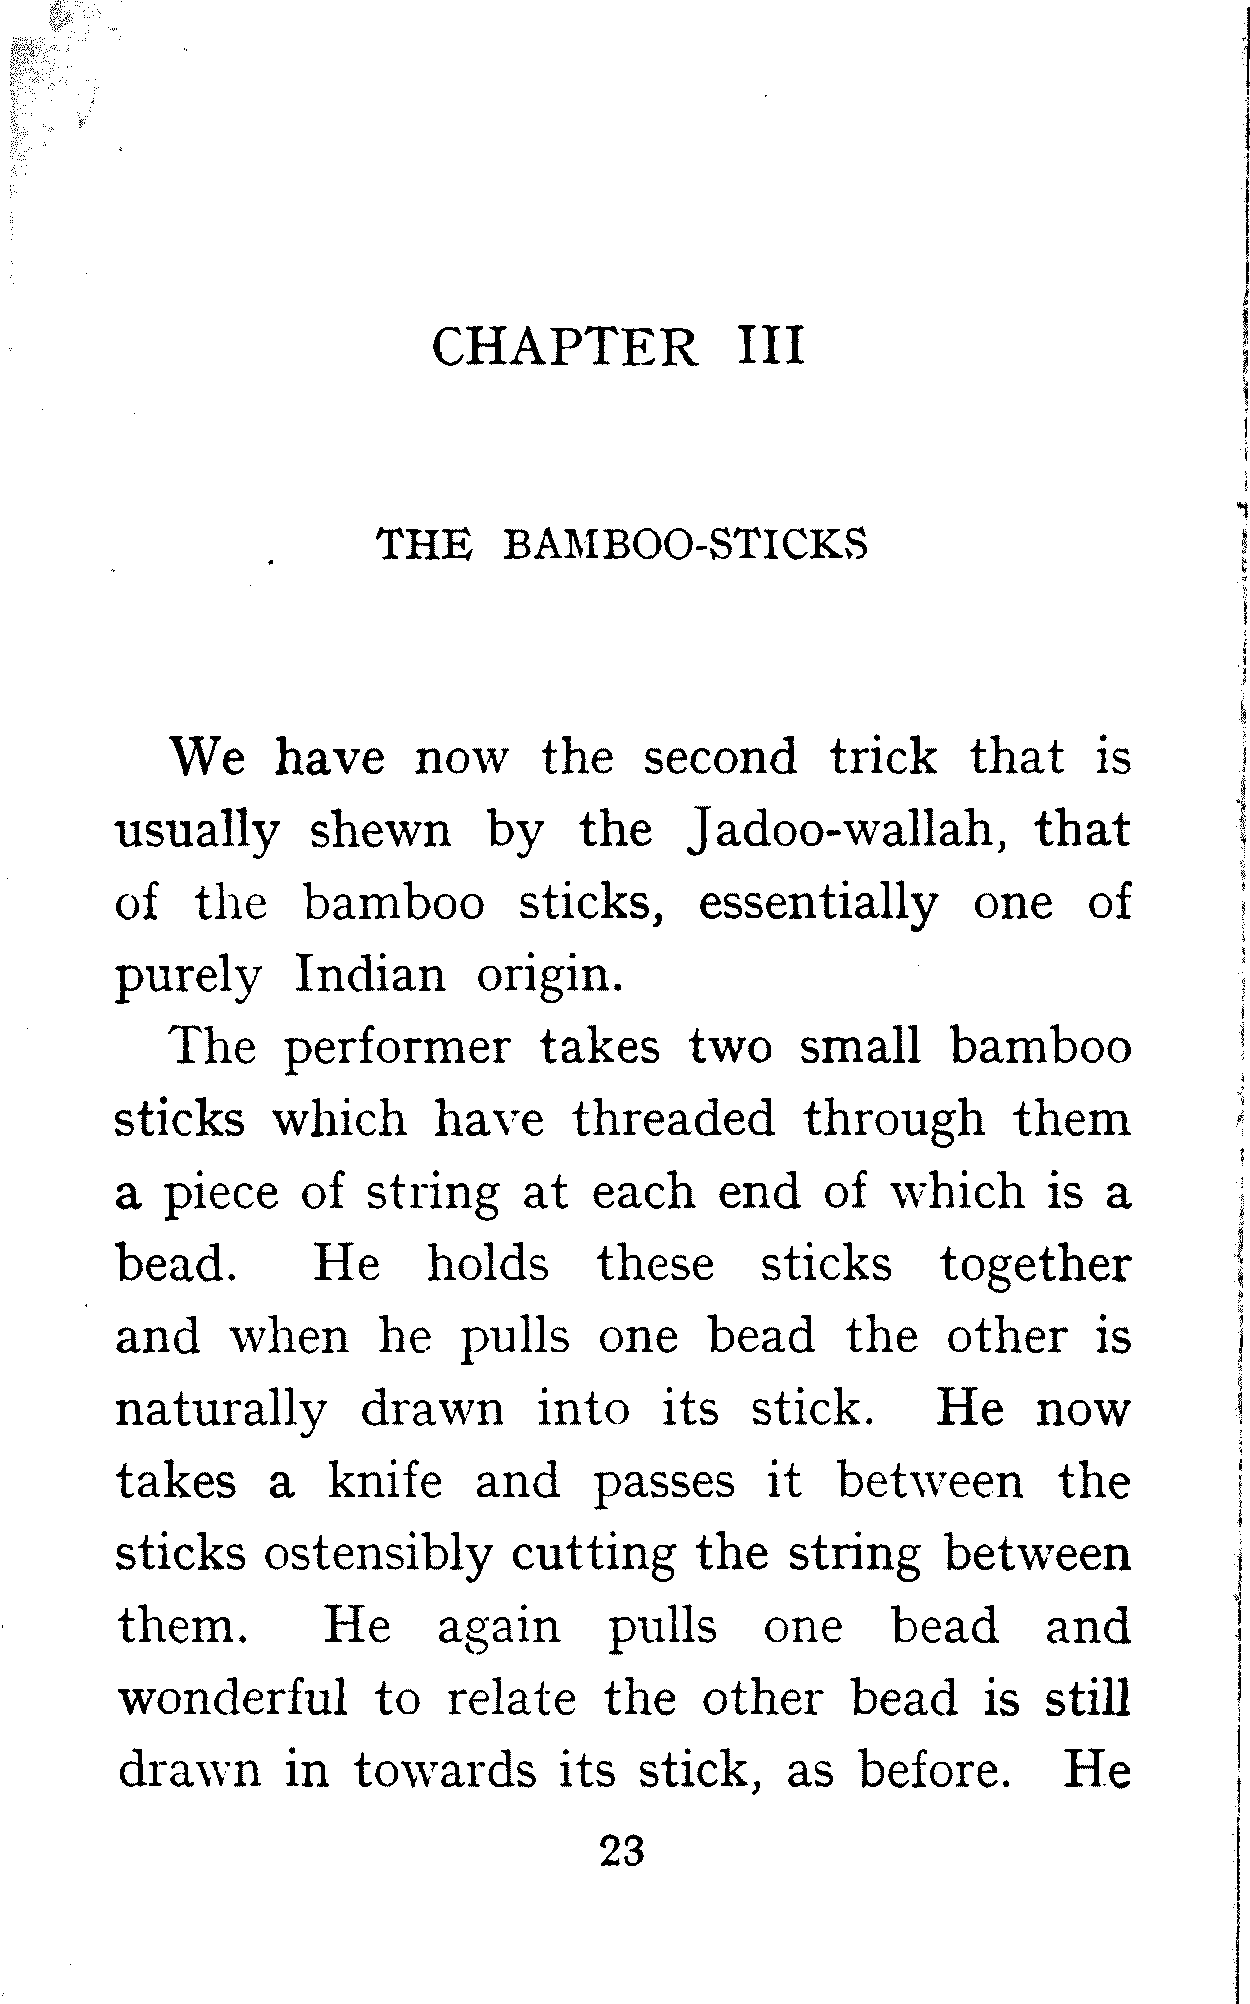 CHAPTER III
THE BAMBOO-STICKS
We have now the second trick that is
usually shewn by the Jadoo-wallah, that
of the bamboo sticks, essentially one of
purely Indian origin.
The performer takes two small bamboo
sticks which have threaded through them
a piece of string at each end of which is a
bead. He holds these sticks together
and when he pulls one bead the other is
naturally drawn into its stick. He now
takes a knife and passes it between the
sticks ostensibly cutting the string between
them. He again pulls one bead and
wonderful to relate the other bead is still
drawn in towards its stick, as before. He
23